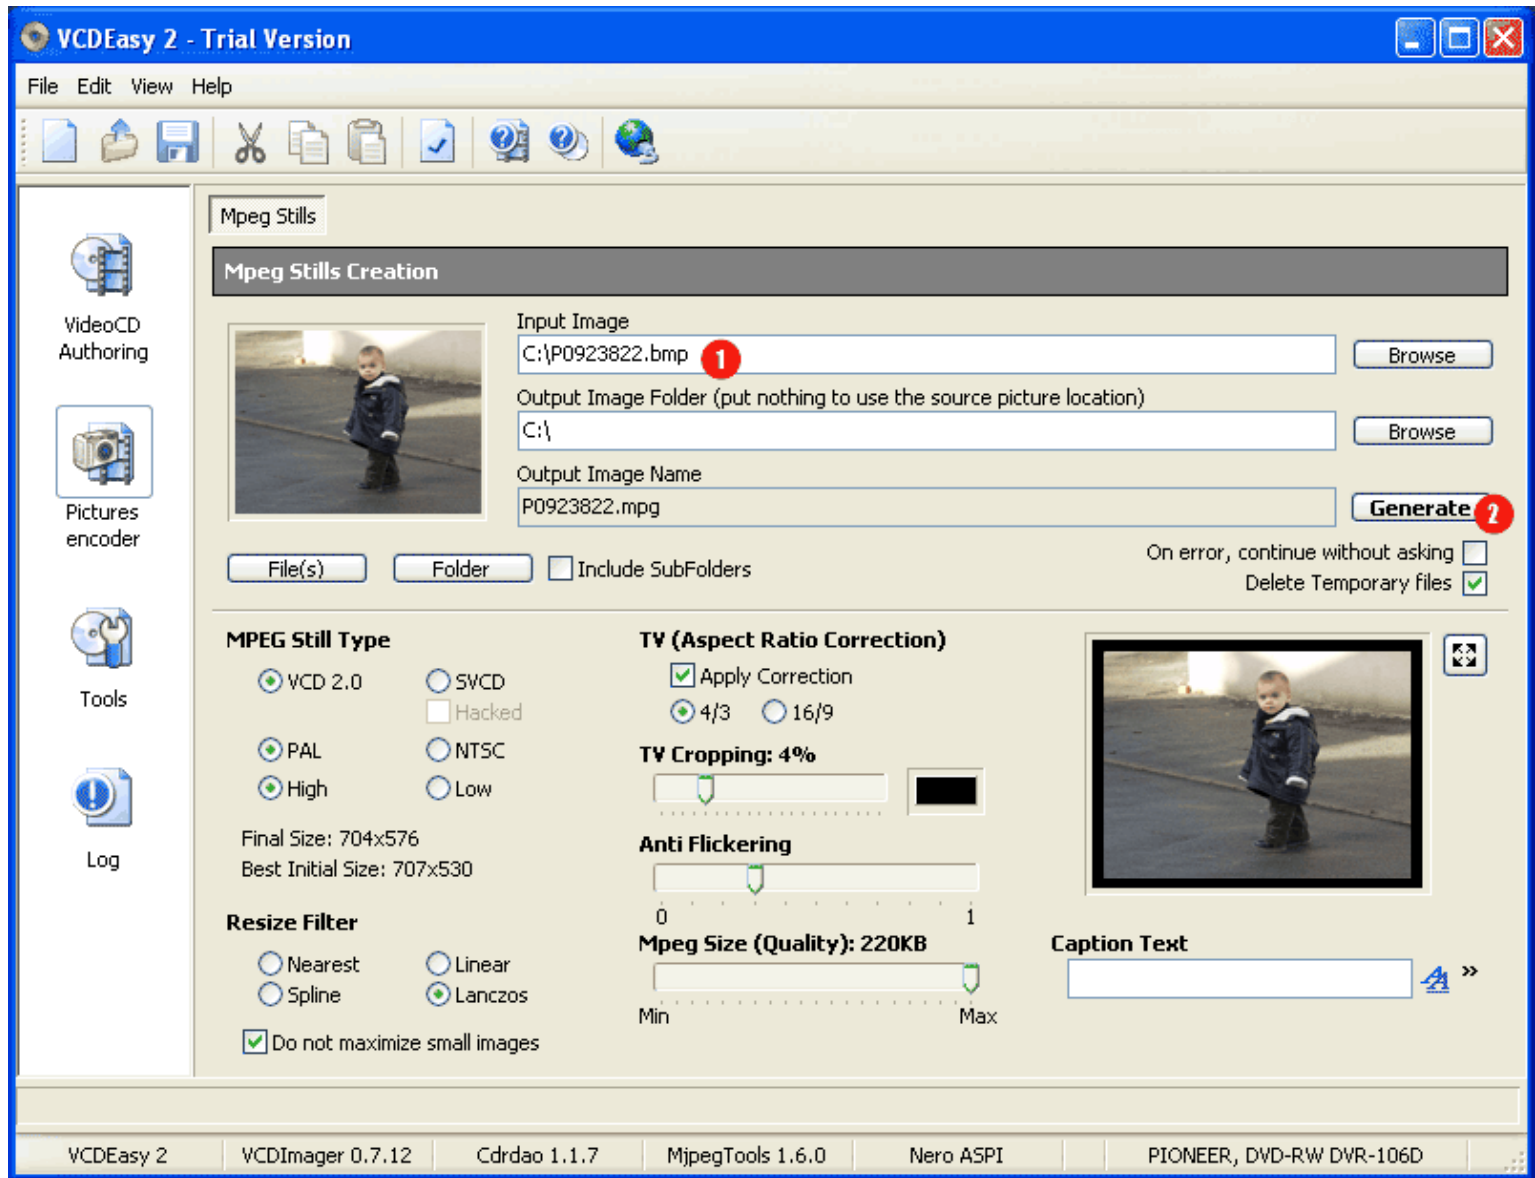 VCDEasy 2 - Trial Version
File Edit View Help
Mpeg Stills
Mpeg Stills Creation
VideoCD
Authoring
Pictures
encoder
Tools
Log
Input Image
C:\P0923822.bmp 1 Browse
Output Image Folder (put nothing to use the source picture location)
C:\ Browse
Output Image Name
P0923822.mpg Generate 2
On error, continue without asking
File(s) Folder Include SubFolders
Delete Temporary files
MPEG Still Type
VCD 2.0 SVCD
Hacked
PAL NTSC
High Low
Final Size: 704x576
Best Initial Size: 707x530
Resize Filter
Nearest Linear
Spline Lanczos
Do not maximize small images
TV (Aspect Ratio Correction)
Apply Correction
4/3 16/9
TV Cropping: 4%
Anti Flickering
0 1
Mpeg Size (Quality): 220KB
Min Max
Caption Text
A »
VCDEasy 2 VCDImager 0.7.12 Cdrdao 1.1.7 MjpegTools 1.6.0 Nero ASPI PIONEER, DVD-RW DVR-106D